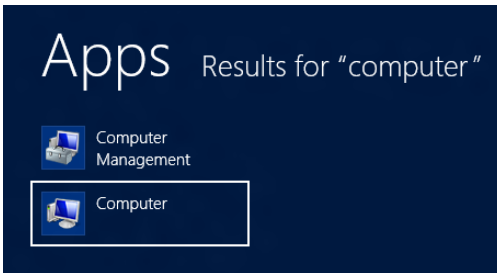 Apps Results for “computer”
Computer
Management
Computer